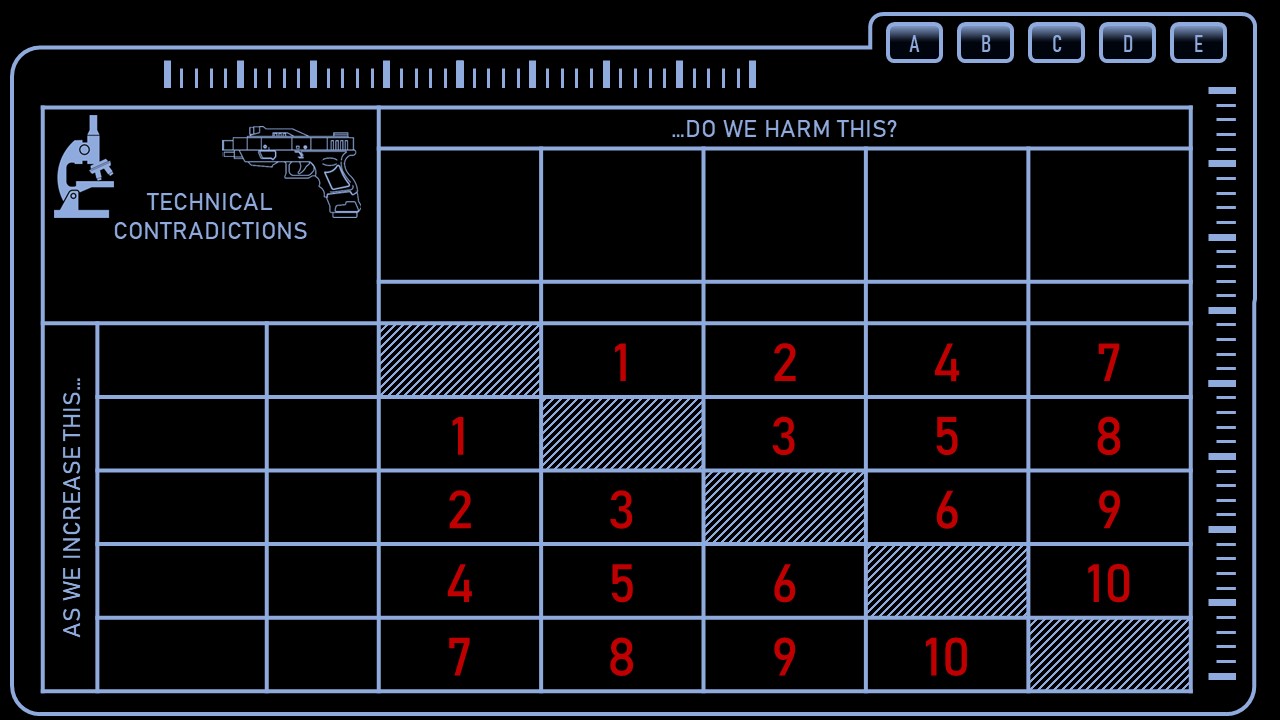 A B C D E
...DO WE HARM THIS?
TECHNICAL
CONTRADICTIONS
AS WE INCREASE THIS...
1 2 4 7
1 3 5 8
2 3 6 9
4 5 6 10
7 8 9 10